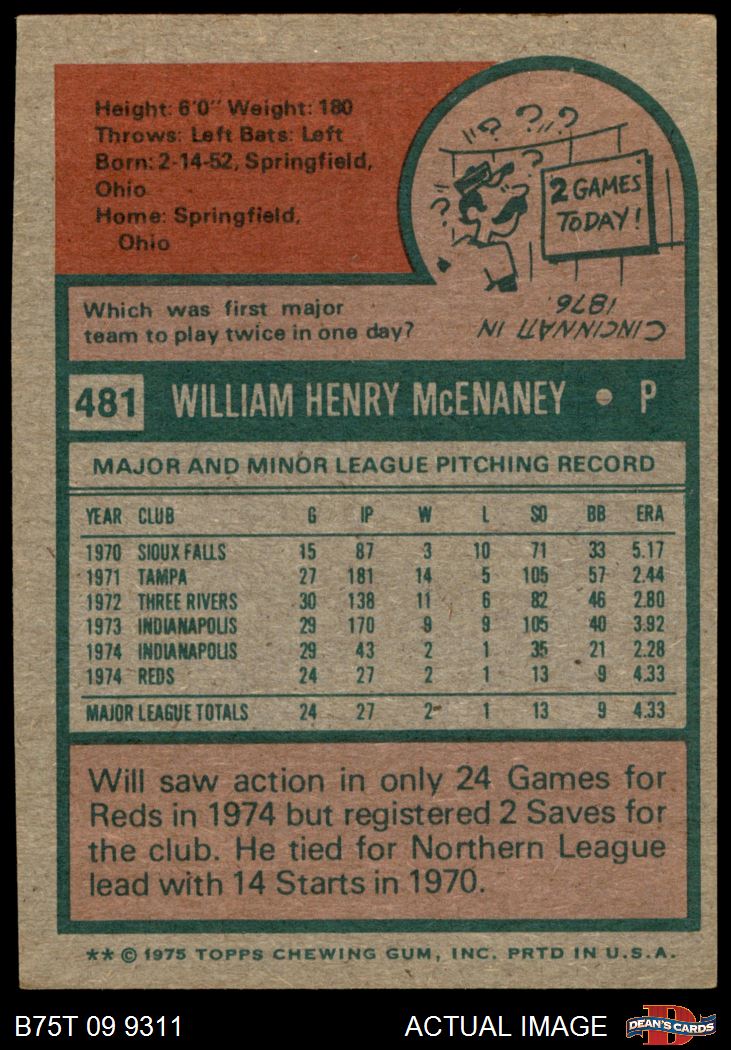 Height: 6'0" Weight: 180
Throws: Left Bats: Left
Born: 2-14-52, Springfield,
Ohio
Home: Springfield,
Ohio
? ? ?
? ?
?
2 GAMES
TODAY!
Which was first major
team to play twice in one day?
CINCINNATI IN
1876.
481 WILLIAM HENRY McENANEY • P
MAJOR AND MINOR LEAGUE PITCHING RECORD
YEAR CLUB G IP W L SO BB ERA
1970 SIOUX FALLS 15 87 3 10 71 33 5.17
1971 TAMPA 27 181 14 5 105 57 2.44
1972 THREE RIVERS 30 138 11 6 82 46 2.80
1973 INDIANAPOLIS 29 170 9 9 105 40 3.92
1974 INDIANAPOLIS 29 43 2 1 35 21 2.28
1974 REDS 24 27 2 1 13 9 4.33
MAJOR LEAGUE TOTALS 24 27 2 1 13 9 4.33
Will saw action in only 24 Games for
Reds in 1974 but registered 2 Saves for
the club. He tied for Northern League
lead with 14 Starts in 1970.
** © 1975 TOPPS CHEWING GUM, INC. PRTD IN U.S.A.
B75T 09 9311 ACTUAL IMAGE DEAN'S CARDS